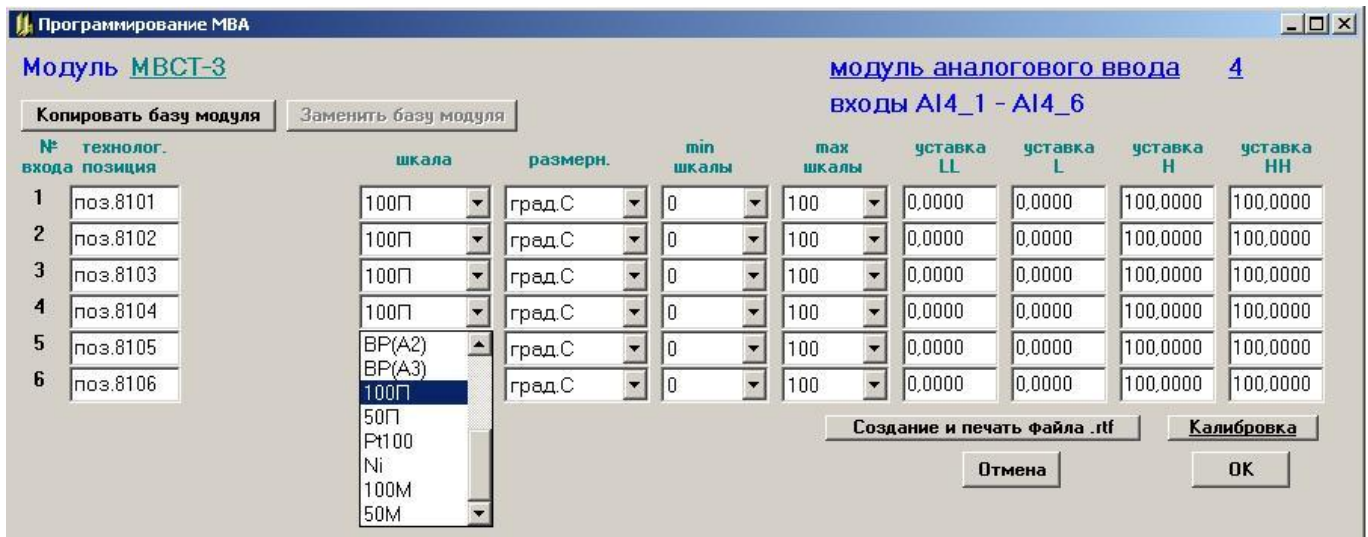 Программирование МВА
Модуль МВСТ-3
модуль аналогового ввода 4
входы AI4_1 - AI4_6
Копировать базу модуля Заменить базу модуля
№ технолог. min max уставка уставка уставка уставка
входа позиция шкала размерн. шкалы шкалы LL L H HH
1 поз.8101 100П град.С 0 100 0,0000 0,0000 100,0000 100,0000
2 поз.8102 100П град.С 0 100 0,0000 0,0000 100,0000 100,0000
3 поз.8103 100П град.С 0 100 0,0000 0,0000 100,0000 100,0000
4 поз.8104 100П град.С 0 100 0,0000 0,0000 100,0000 100,0000
5 поз.8105 ВР(А2) град.С 0 100 0,0000 0,0000 100,0000 100,0000
ВР(А3)
6 поз.8106 100П град.С 0 100 0,0000 0,0000 100,0000 100,0000
50П
Pt100
Ni
100М
50М
Создание и печать файла .rtf Калибровка
Отмена OK